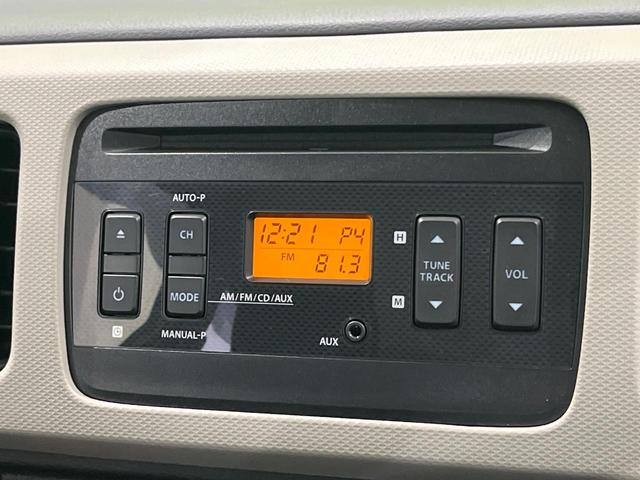 AUTO-P
CH
MODE
AM/FM/CD/AUX
MANUAL-P
C
12:21 P4
FM 81.3
AUX
H
M
TUNE
TRACK
VOL